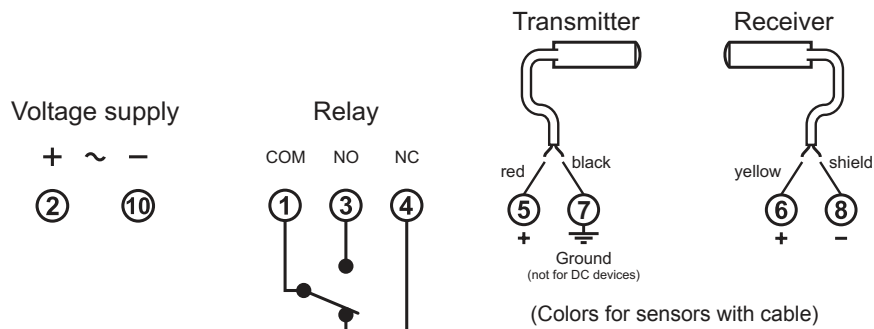 Transmitter
Receiver
Voltage supply
Relay
+ ~ −
COM NO NC
red
black
yellow
shield
2 10
1 3 4
5 7
6 8
+
+ −
Ground
(not for DC devices)
(Colors for sensors with cable)